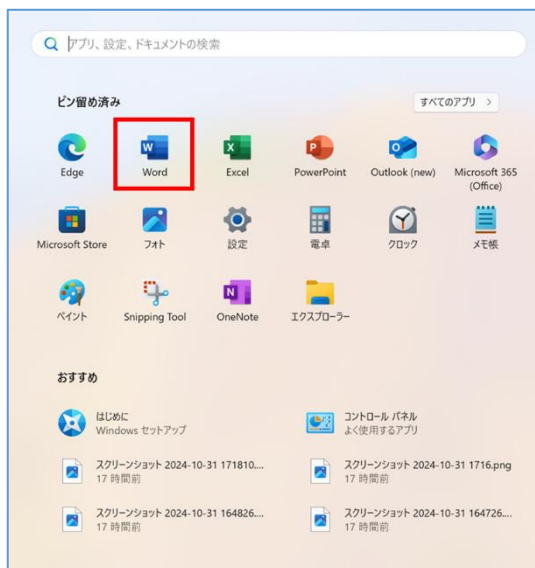 アプリ、設定、ドキュメントの検索
ピン留め済み
すべてのアプリ >
Edge
Word
Excel
PowerPoint
Outlook (new)
Microsoft 365
(Office)
Microsoft Store
フォト
設定
電卓
クロック
メモ帳
ペイント
Snipping Tool
OneNote
エクスプローラー
おすすめ
はじめに
Windows セットアップ
コントロール パネル
よく使用するアプリ
スクリーンショット 2024-10-31 171810....
17 時間前
スクリーンショット 2024-10-31 1716.png
17 時間前
スクリーンショット 2024-10-31 164826....
17 時間前
スクリーンショット 2024-10-31 164726....
17 時間前